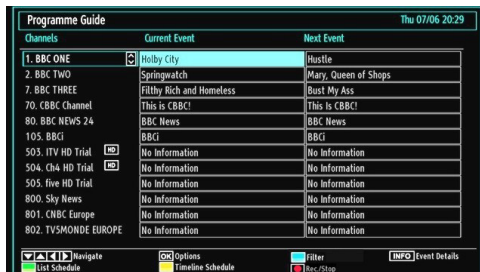 Programme Guide Thu 07/06 20:29
Channels Current Event Next Event
1. BBC ONE Holby City Hustle
2. BBC TWO Springwatch Mary, Queen of Shops
7. BBC THREE Filthy Rich and Homeless Bust My Ass
70. CBBC Channel This is CBBC! This Is CBBC!
80. BBC NEWS 24 BBC News BBC News
105. BBCi BBCi BBCi
503. ITV HD Trial HD No Information No Information
504. Ch4 HD Trial HD No Information No Information
505. five HD Trial No Information No Information
800. Sky News No Information No Information
801. CNBC Europe No Information No Information
802. TV5MONDE EUROPE No Information No Information
Navigate OK Options Filter INFO Event Details
List Schedule Timeline Schedule Rec/Stop